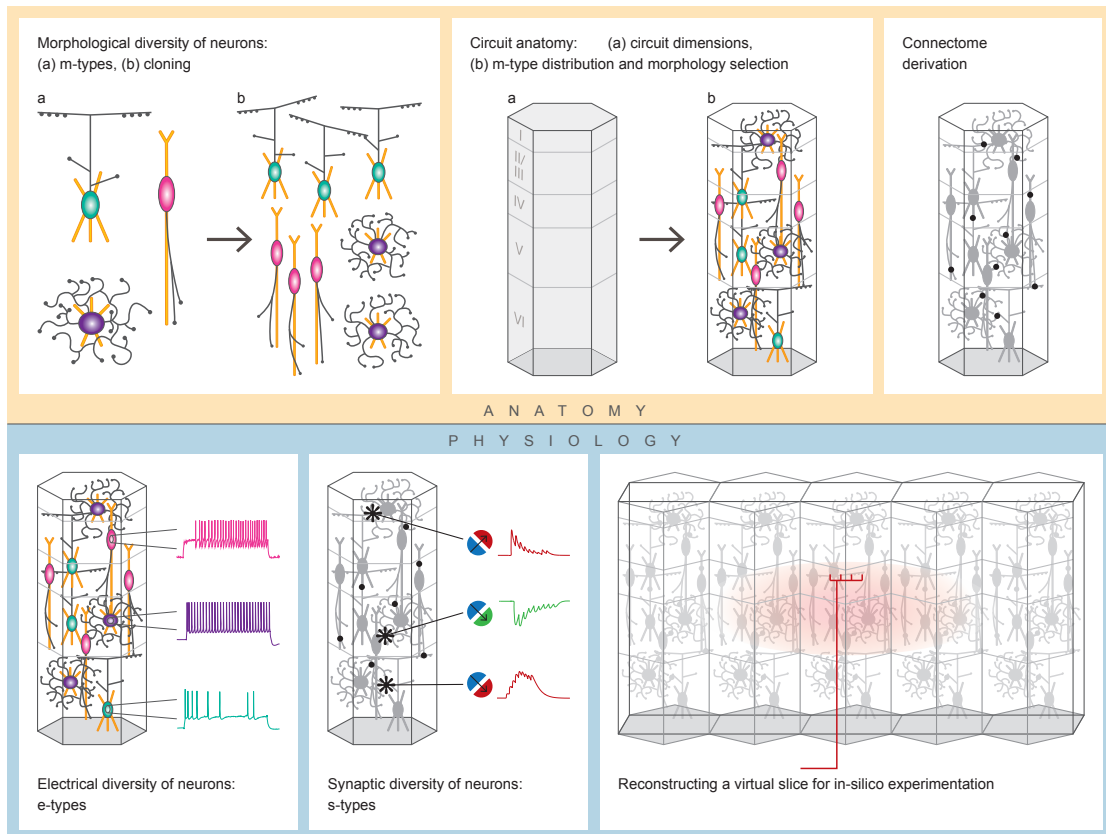 Morphological diversity of neurons:
(a) m-types, (b) cloning
a
b
Circuit anatomy: (a) circuit dimensions,
(b) m-type distribution and morphology selection
a
b
I
II/
III
IV
V
VI
Connectome
derivation
ANATOMY
PHYSIOLOGY
Electrical diversity of neurons:
e-types
Synaptic diversity of neurons:
s-types
Reconstructing a virtual slice for in-silico experimentation